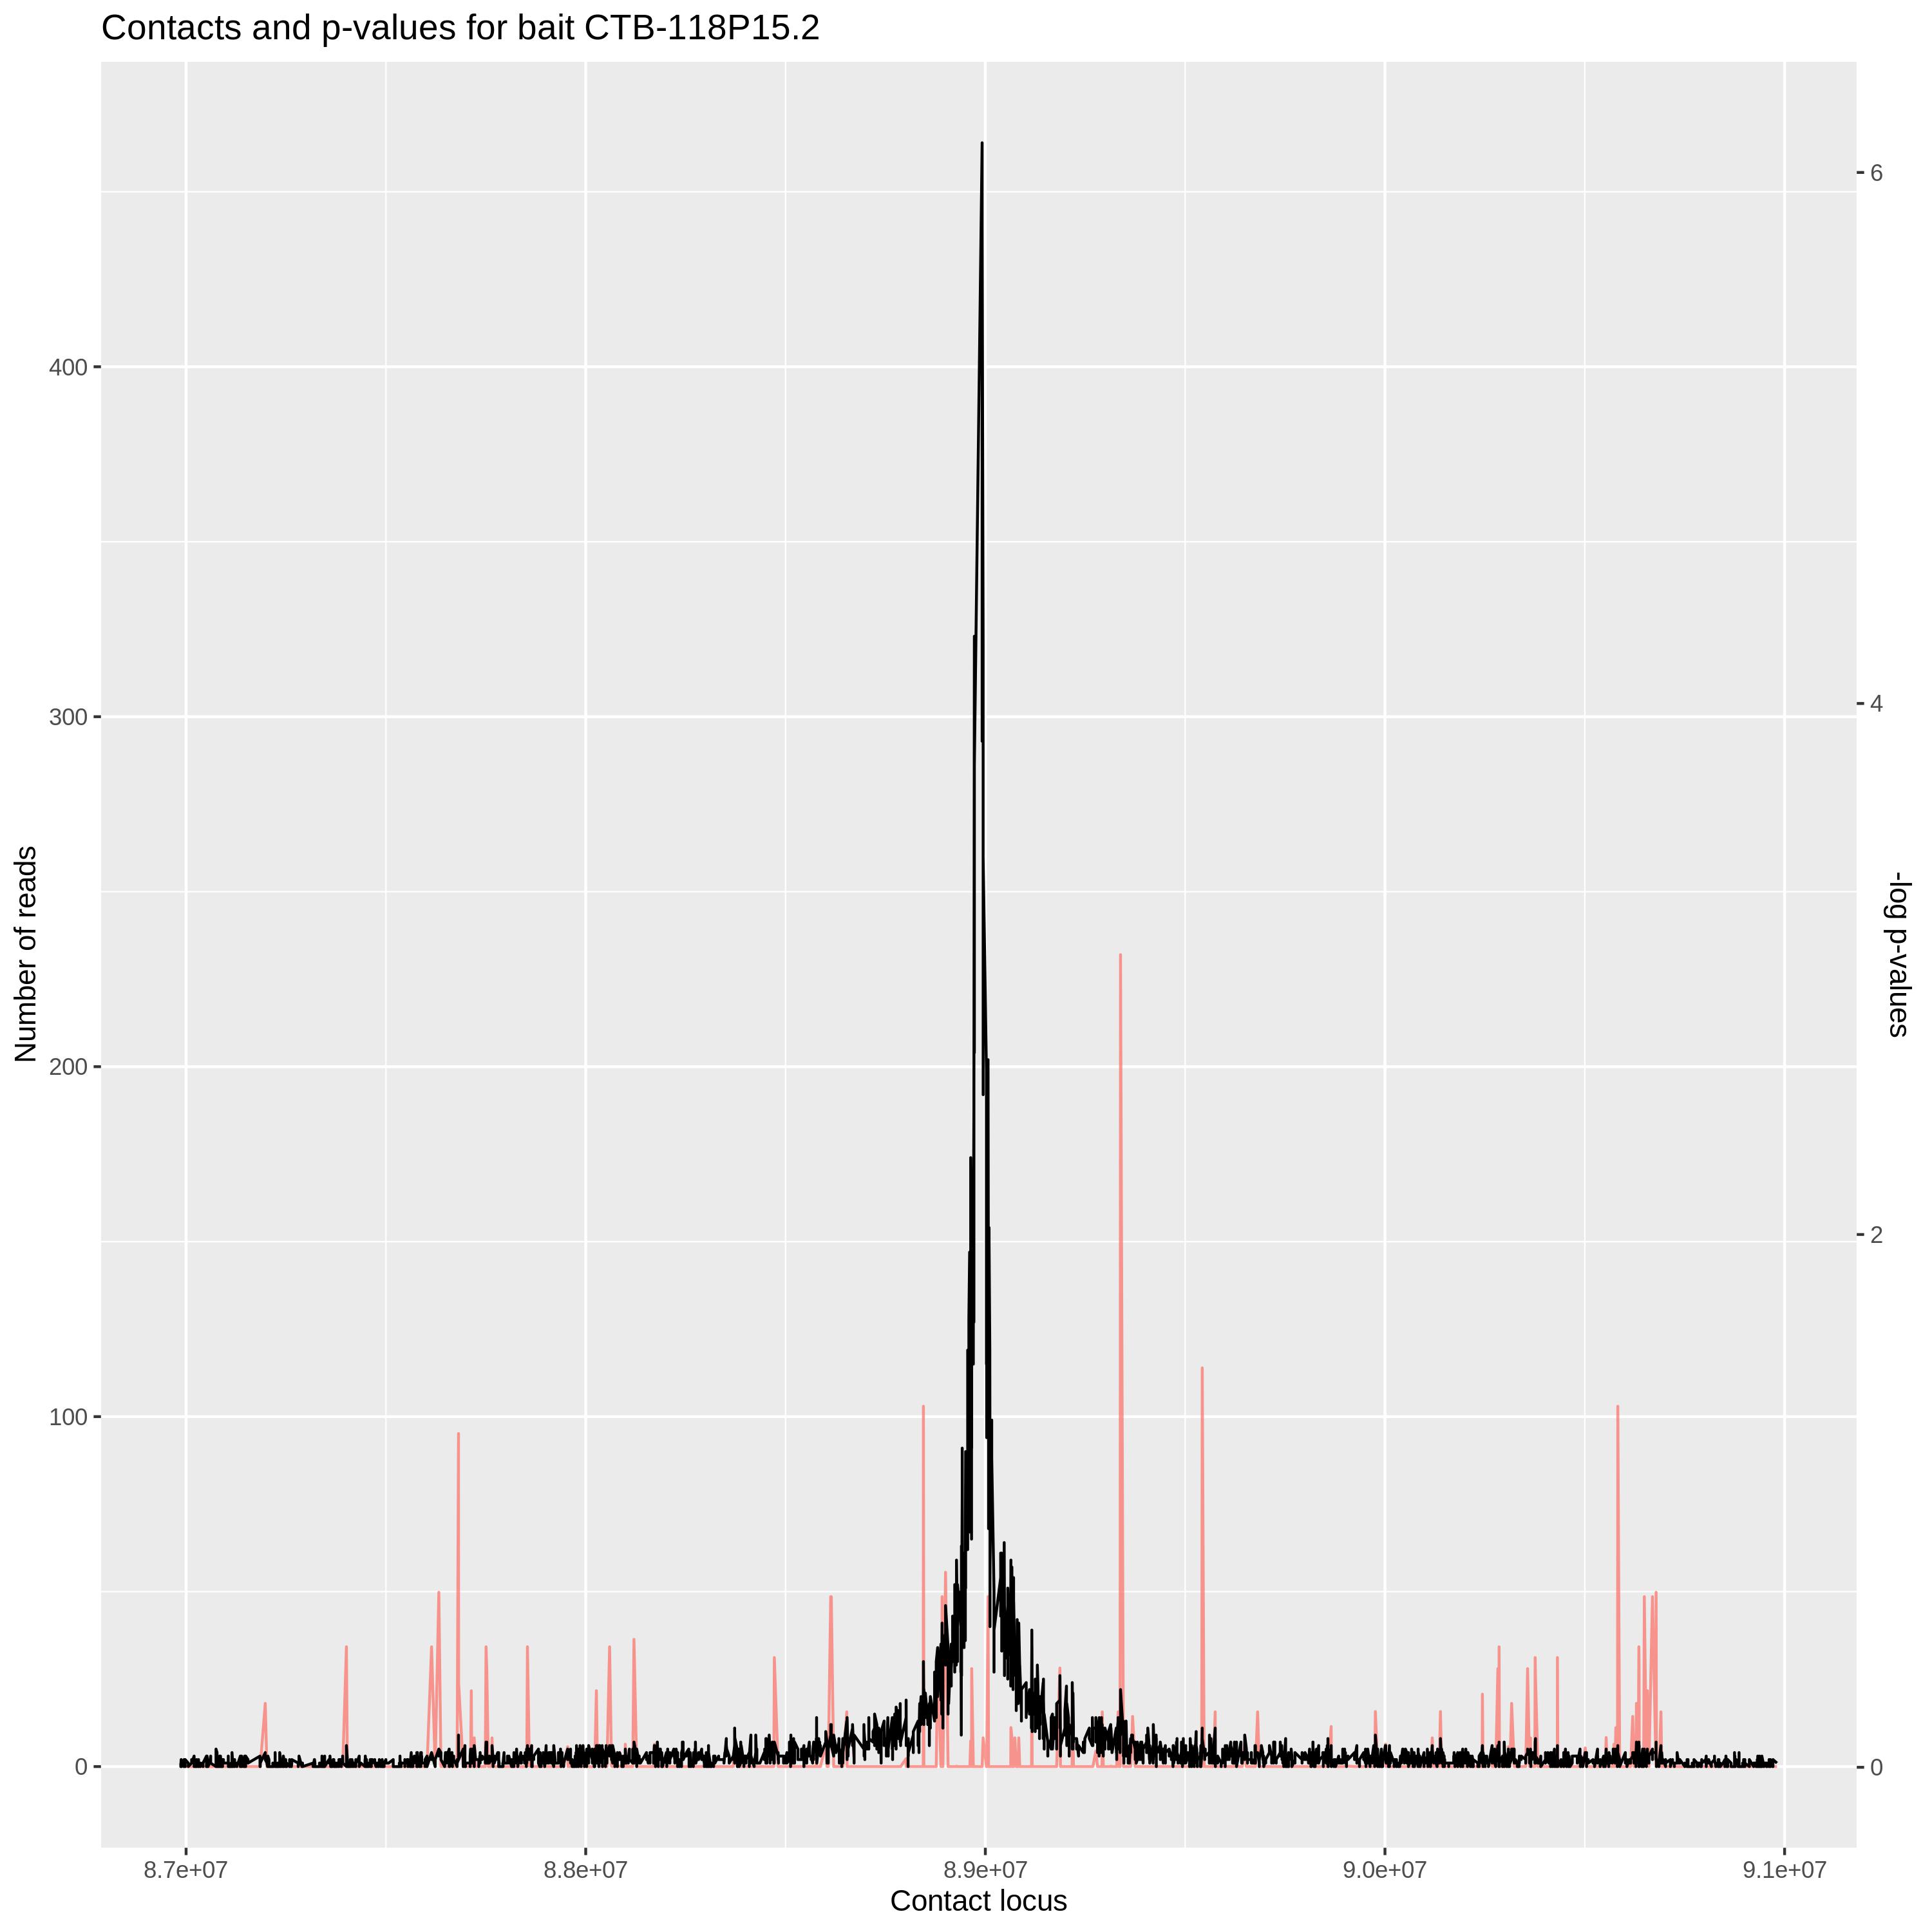 Contacts and p-values for bait CTB-118P15.2
400
300
200
100
0
Number of reads
6
4
2
0
-log p-values
8.7e+07 8.8e+07 8.9e+07 9.0e+07 9.1e+07
Contact locus